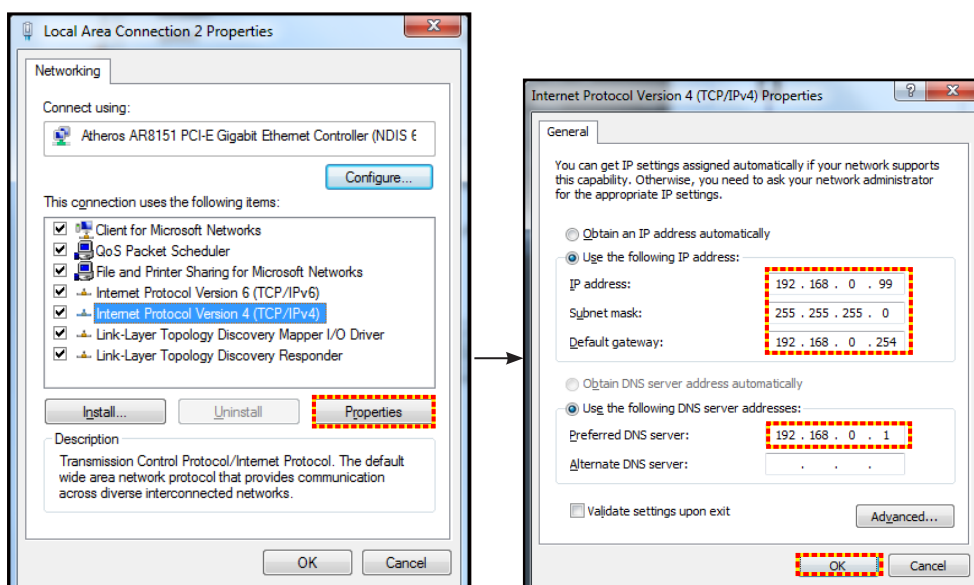 Local Area Connection 2 Properties
Networking
Connect using:
Atheros AR8151 PCI-E Gigabit Ethernet Controller (NDIS 6
Configure...
This connection uses the following items:
Client for Microsoft Networks
QoS Packet Scheduler
File and Printer Sharing for Microsoft Networks
Internet Protocol Version 6 (TCP/IPv6)
Internet Protocol Version 4 (TCP/IPv4)
Link-Layer Topology Discovery Mapper I/O Driver
Link-Layer Topology Discovery Responder
Install...
Uninstall
Properties
Description
Transmission Control Protocol/Internet Protocol. The default
wide area network protocol that provides communication
across diverse interconnected networks.
OK
Cancel
Internet Protocol Version 4 (TCP/IPv4) Properties
General
You can get IP settings assigned automatically if your network supports
this capability. Otherwise, you need to ask your network administrator
for the appropriate IP settings.
Obtain an IP address automatically
Use the following IP address:
IP address: 192 . 168 . 0 . 99
Subnet mask: 255 . 255 . 255 . 0
Default gateway: 192 . 168 . 0 . 254
Obtain DNS server address automatically
Use the following DNS server addresses:
Preferred DNS server: 192 . 168 . 0 . 1
Alternate DNS server: . . .
Validate settings upon exit
Advanced...
OK
Cancel